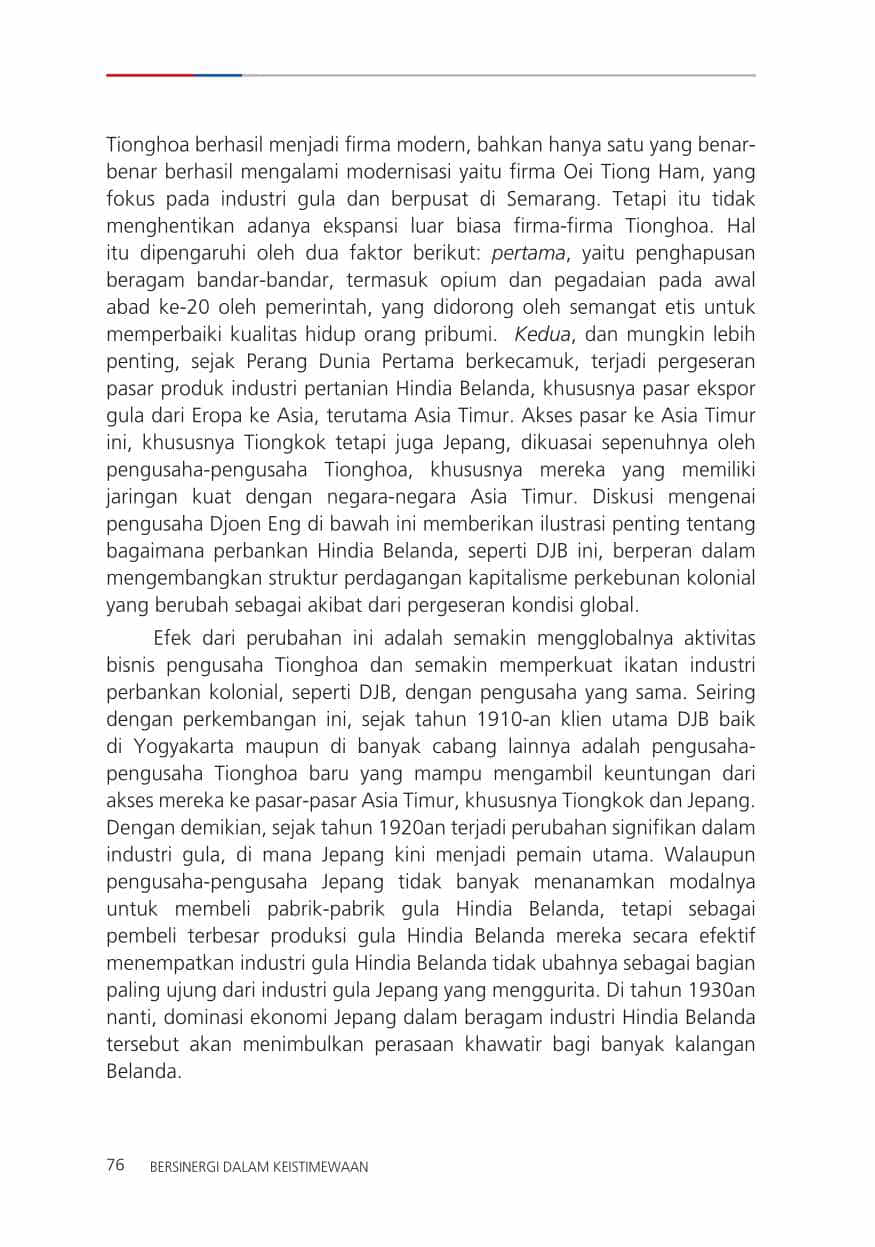 Tionghoa berhasil menjadi firma modern, bahkan hanya satu yang benar-
benar berhasil mengalami modernisasi yaitu firma Oei Tiong Ham, yang
fokus pada industri gula dan berpusat di Semarang. Tetapi itu tidak
menghentikan adanya ekspansi luar biasa firma-firma Tionghoa. Hal
itu dipengaruhi oleh dua faktor berikut: pertama, yaitu penghapusan
beragam bandar-bandar, termasuk opium dan pegadaian pada awal
abad ke-20 oleh pemerintah, yang didorong oleh semangat etis untuk
memperbaiki kualitas hidup orang pribumi. Kedua, dan mungkin lebih
penting, sejak Perang Dunia Pertama berkecamuk, terjadi pergeseran
pasar produk industri pertanian Hindia Belanda, khususnya pasar ekspor
gula dari Eropa ke Asia, terutama Asia Timur. Akses pasar ke Asia Timur
ini, khususnya Tiongkok tetapi juga Jepang, dikuasai sepenuhnya oleh
pengusaha-pengusaha Tionghoa, khususnya mereka yang memiliki
jaringan kuat dengan negara-negara Asia Timur. Diskusi mengenai
pengusaha Djoen Eng di bawah ini memberikan ilustrasi penting tentang
bagaimana perbankan Hindia Belanda, seperti DJB ini, berperan dalam
mengembangkan struktur perdagangan kapitalisme perkebunan kolonial
yang berubah sebagai akibat dari pergeseran kondisi global.
Efek dari perubahan ini adalah semakin mengglobalnya aktivitas
bisnis pengusaha Tionghoa dan semakin memperkuat ikatan industri
perbankan kolonial, seperti DJB, dengan pengusaha yang sama. Seiring
dengan perkembangan ini, sejak tahun 1910-an klien utama DJB baik
di Yogyakarta maupun di banyak cabang lainnya adalah pengusaha-
pengusaha Tionghoa baru yang mampu mengambil keuntungan dari
akses mereka ke pasar-pasar Asia Timur, khususnya Tiongkok dan Jepang.
Dengan demikian, sejak tahun 1920an terjadi perubahan signifikan dalam
industri gula, di mana Jepang kini menjadi pemain utama. Walaupun
pengusaha-pengusaha Jepang tidak banyak menanamkan modalnya
untuk membeli pabrik-pabrik gula Hindia Belanda, tetapi sebagai
pembeli terbesar produksi gula Hindia Belanda mereka secara efektif
menempatkan industri gula Hindia Belanda tidak ubahnya sebagai bagian
paling ujung dari industri gula Jepang yang menggurita. Di tahun 1930an
nanti, dominasi ekonomi Jepang dalam beragam industri Hindia Belanda
tersebut akan menimbulkan perasaan khawatir bagi banyak kalangan
Belanda.
76 BERSINERGI DALAM KEISTIMEWAAN